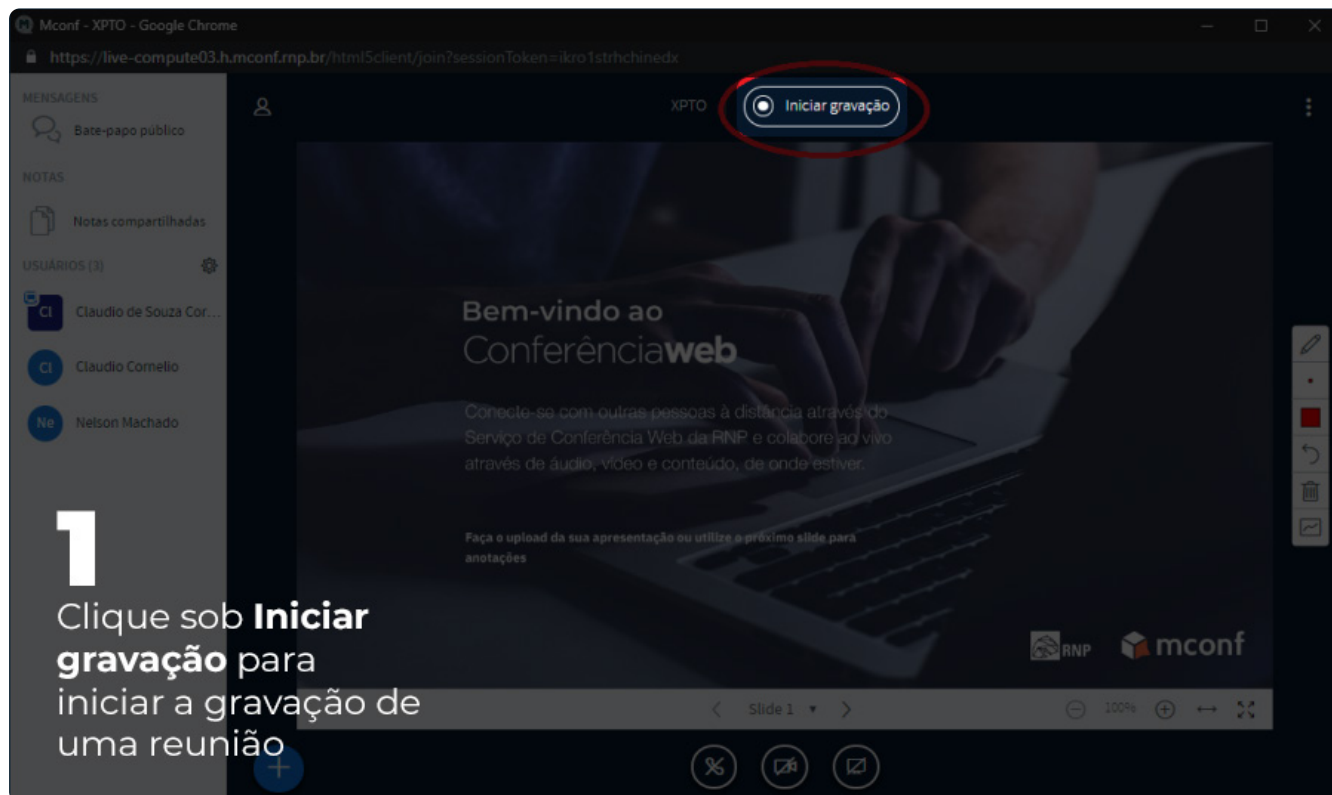 Mconf - XPTO - Google Chrome
https://live-compute03.h.mconf.rnp.br/html5client/join?sessionToken=ikro1strhchinedx
MENSAGENS
Bate-papo público
NOTAS
Notas compartilhadas
USUÁRIOS (3)
CI Claudio de Souza Cor...
CI Claudio Cornelio
Ne Nelson Machado
XPTO
Iniciar gravação
Bem-vindo ao
Conferênciaweb
Conecte-se com outras pessoas à distância através do
Serviço de Conferência Web da RNP e colabore ao vivo
através de áudio, vídeo e conteúdo, de onde estiver.
Faça o upload da sua apresentação ou utilize o próximo slide para
anotações
RNP mconf
Slide 1
100%
1
Clique sob Iniciar
gravação para
iniciar a gravação de
uma reunião